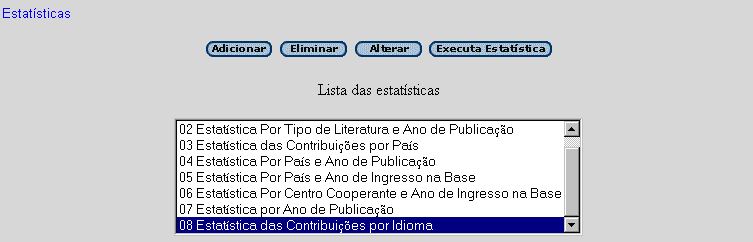 Estatísticas
Adicionar Eliminar Alterar Executa Estatística
Lista das estatísticas
02 Estatística Por Tipo de Literatura e Ano de Publicação
03 Estatística das Contribuições por País
04 Estatística Por País e Ano de Publicação
05 Estatística Por País e Ano de Ingresso na Base
06 Estatística Por Centro Cooperante e Ano de Ingresso na Base
07 Estatística por Ano de Publicação
08 Estatística das Contribuições por Idioma